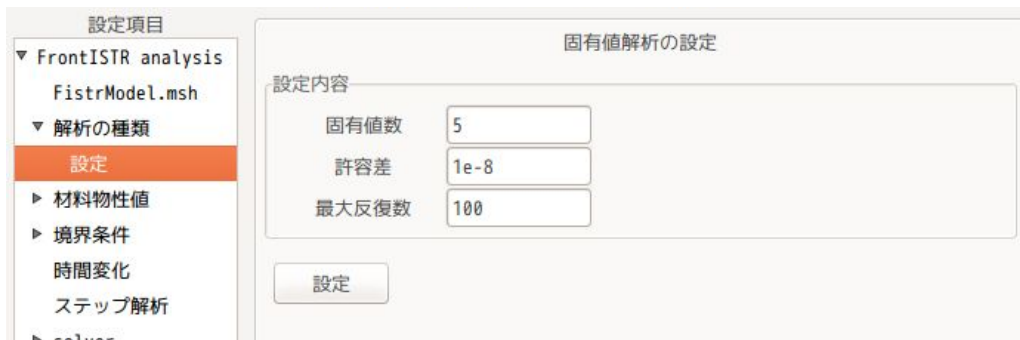 設定項目
FrontISTR analysis
FistrModel.msh
解析の種類
設定
材料物性値
境界条件
時間変化
ステップ解析
固有値解析の設定
設定内容
固有値数 5
許容差 1e-8
最大反復数 100
設定